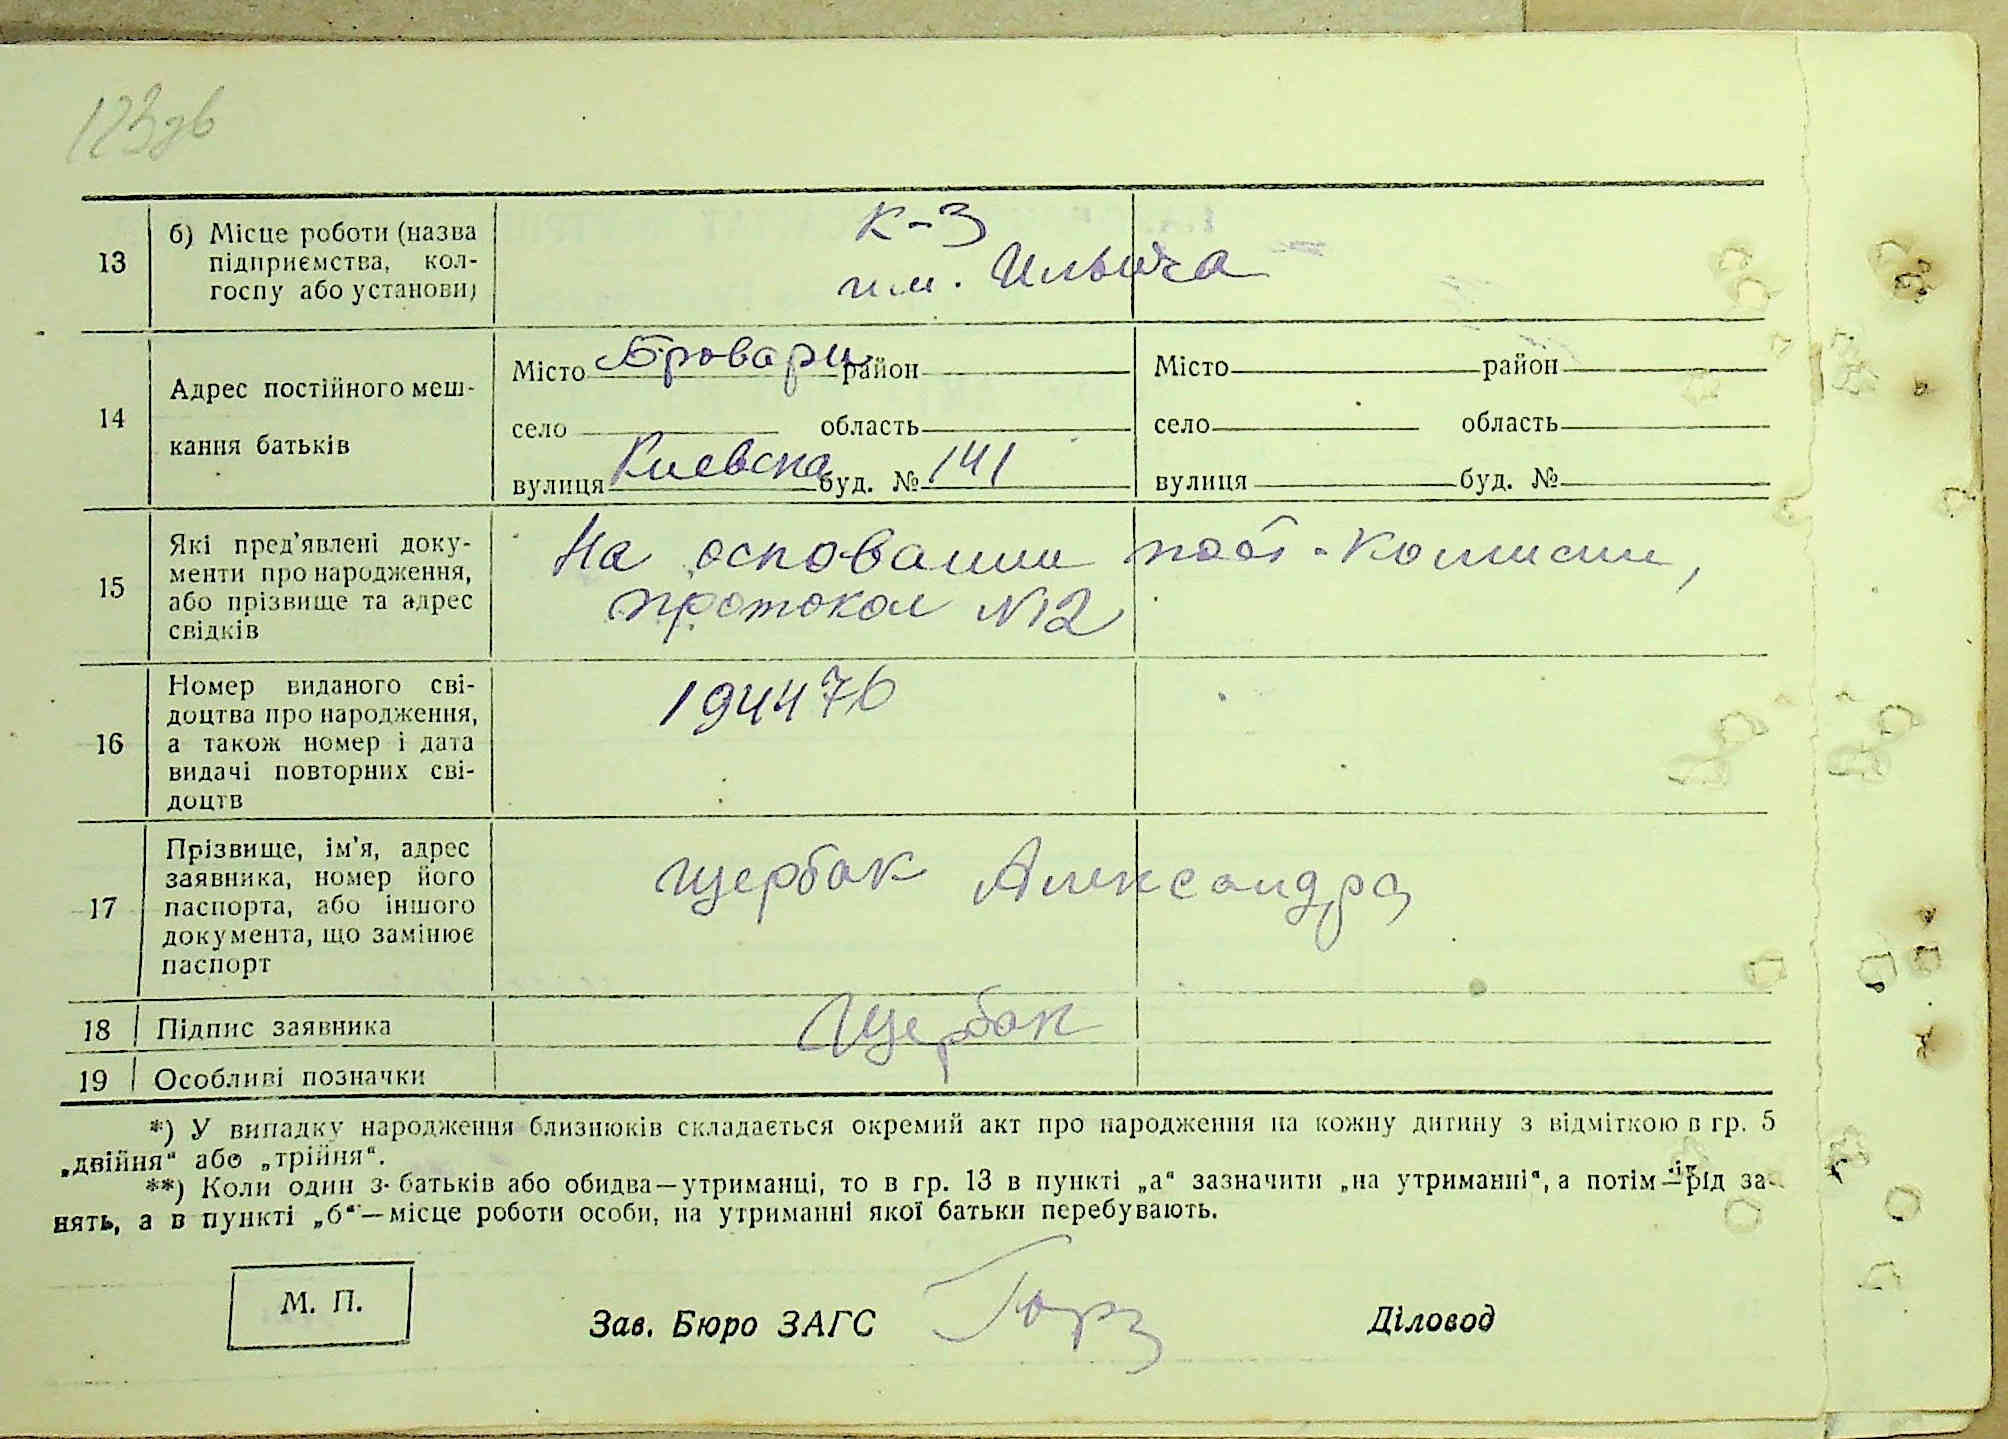 123зв
13 б) Місце роботи (назва К-З
підприємства, кол- им. Ильича
госпу або установи)
14 Адрес постійного меш- Місто Бровари район Місто район
кання батьків село область село область
вулиця Киевска буд. № 141 вулиця буд. №
15 Які пред'явлені доку- На основании пост-комисии,
менти про народження, протокол №2
або прізвище та адрес
свідків
16 Номер виданого сві- 194476
доцтва про народження,
а також номер і дата
видачі повторних сві-
доцтв
17 Прізвище, ім'я, адрес Щербак Александра
заявника, номер його
паспорта, або іншого
документа, що замінює
паспорт
18 Підпис заявника Щербак
19 Особливі позначки
*) У випадку народження близнюків складається окремий акт про народження на кожну дитину з відміткою в гр. 5
„двійня“ або „трійня“.
**) Коли один з батьків або обидва—утриманці, то в гр. 13 в пункті „а“ зазначити „на утриманні“, а потім—рід за-
нять, а в пункті „б“—місце роботи особи, на утриманні якої батьки перебувають.
М. П.
Зав. Бюро ЗАГС Діловод